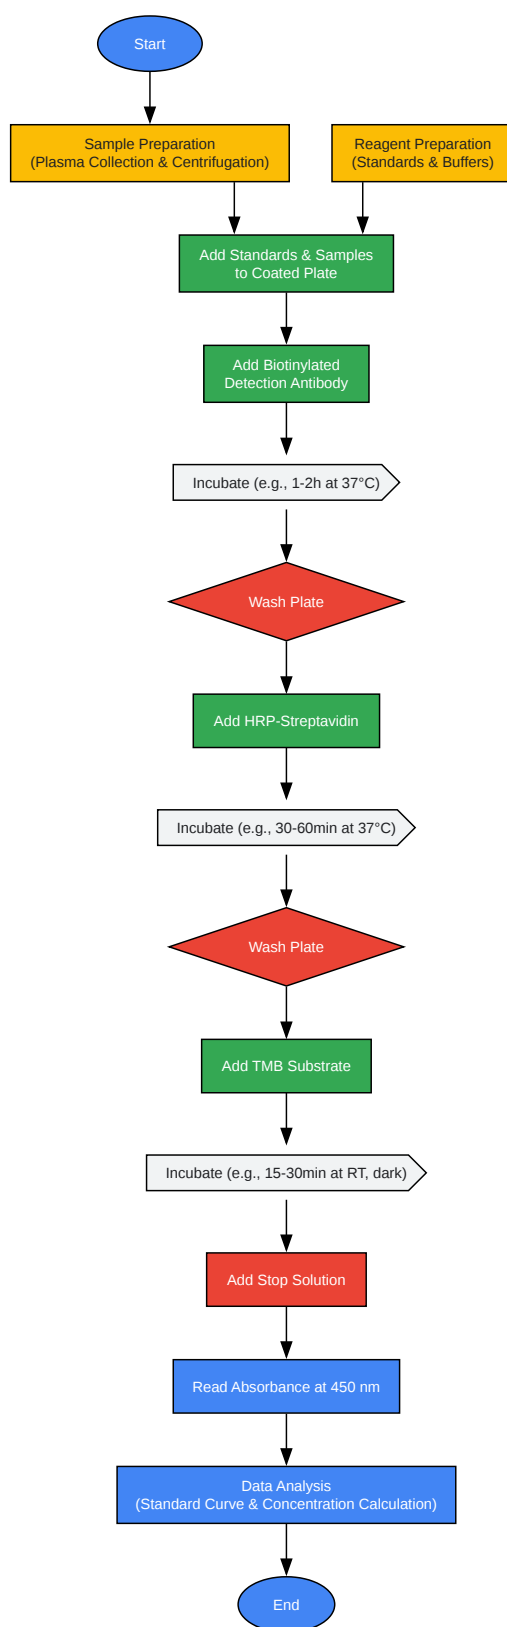 Start
Sample Preparation
(Plasma Collection & Centrifugation)
Reagent Preparation
(Standards & Buffers)
Add Standards & Samples
to Coated Plate
Add Biotinylated
Detection Antibody
Incubate (e.g., 1-2h at 37°C)
Wash Plate
Add HRP-Streptavidin
Incubate (e.g., 30-60min at 37°C)
Wash Plate
Add TMB Substrate
Incubate (e.g., 15-30min at RT, dark)
Add Stop Solution
Read Absorbance at 450 nm
Data Analysis
(Standard Curve & Concentration Calculation)
End